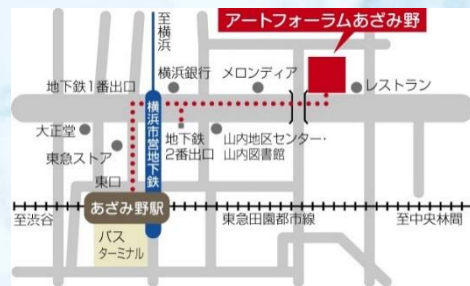 至横浜
アートフォーラムあざみ野
地下鉄1番出口
横浜銀行
メロンディア
レストラン
大正堂
東急ストア
横浜市営地下鉄
地下鉄
2番出口
山内地区センター・
山内図書館
東口
あざみ野駅
至渋谷
東急田園都市線
至中央林間
バス
ターミナル